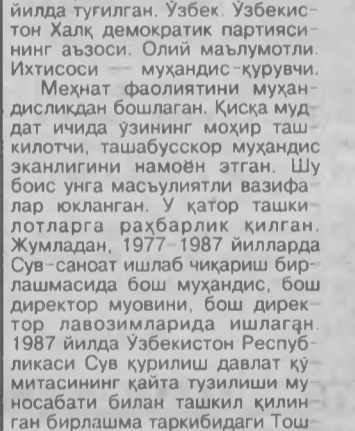 йилда туғилган. Ўзбек. Ўзбекис-
тон Халқ демократик партияси-
нинг аъзоси. Олий маълумотли.
Ихтисоси — муҳандис-қурувчи.
Меҳнат фаолиятини муҳан-
дисликдан бошлаган. Қисқа муд-
дат ичида ўзининг моҳир таш-
килотчи, ташаббусскор муҳандис
эканлигини намоён этган. Шу
боис унга масъулиятли вазифа-
лар юкланган. У қатор ташки-
лотларга раҳбарлик қилган.
Жумладан, 1977-1987 йилларда
Сув-саноат ишлаб чиқариш бир-
лашмасида бош муҳандис, бош
директор муовини, бош дирек-
тор лавозимларида ишлаган.
1987 йилда Ўзбекистон Респуб-
ликаси Сув қурилиш давлат қў-
митасининг қайта тузилиши му-
носабати билан ташкил қилин-
ган бирлашма таркибидаги Тош-